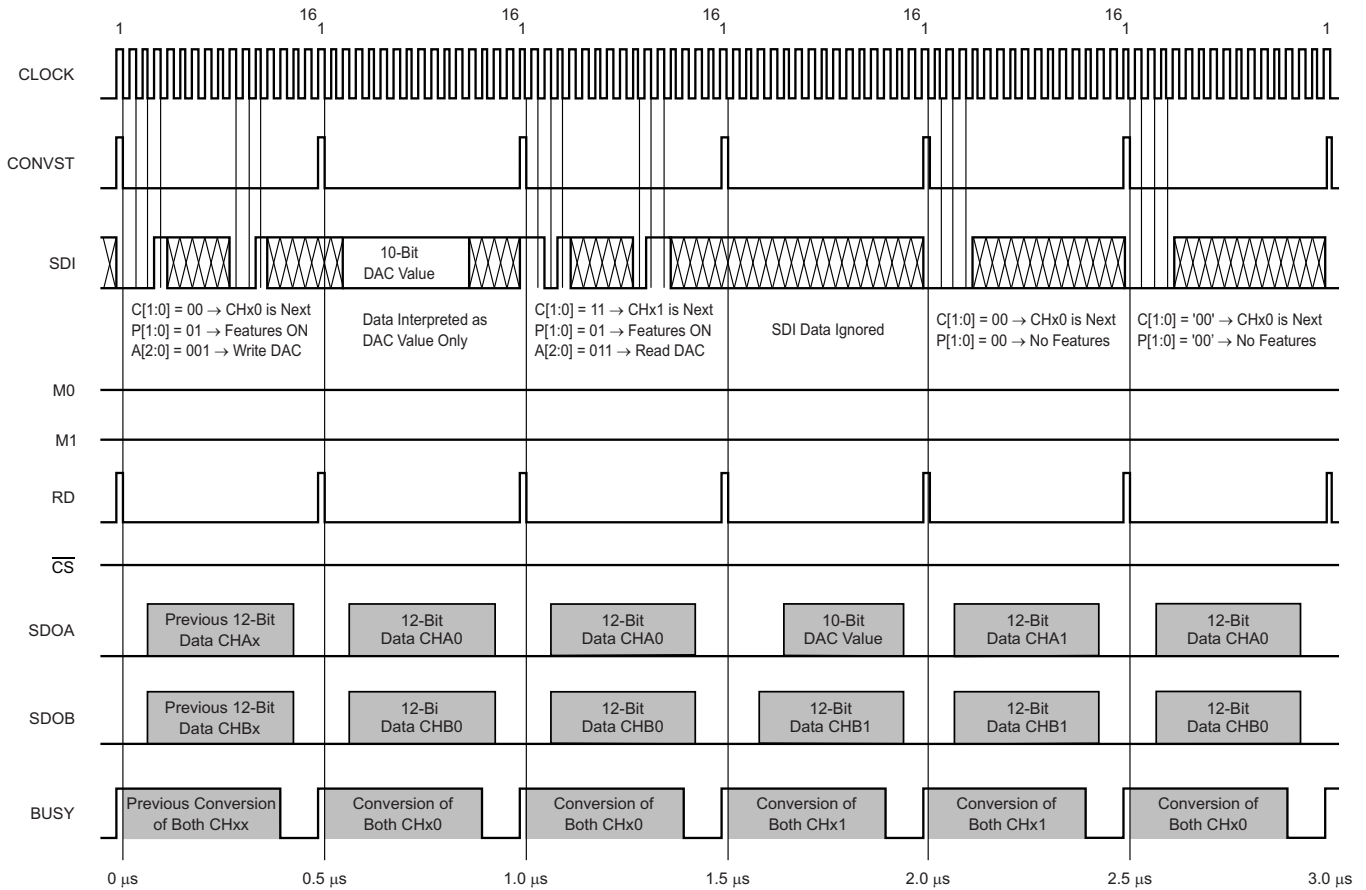 16 16 16 16 16
1 1 1 1 1 1 1
CLOCK
CONVST
SDI
10-Bit
DAC Value
C[1:0] = 00 → CHx0 is Next
P[1:0] = 01 → Features ON
A[2:0] = 001 → Write DAC
Data Interpreted as
DAC Value Only
C[1:0] = 11 → CHx1 is Next
P[1:0] = 01 → Features ON
A[2:0] = 011 → Read DAC
SDI Data Ignored
C[1:0] = 00 → CHx0 is Next
P[1:0] = 00 → No Features
C[1:0] = '00' → CHx0 is Next
P[1:0] = '00' → No Features
M0
M1
RD
CS
SDOA
Previous 12-Bit
Data CHAx
12-Bit
Data CHA0
12-Bit
Data CHA0
10-Bit
DAC Value
12-Bit
Data CHA1
12-Bit
Data CHA0
SDOB
Previous 12-Bit
Data CHBx
12-Bi
Data CHB0
12-Bit
Data CHB0
12-Bit
Data CHB1
12-Bit
Data CHB1
12-Bit
Data CHB0
BUSY
Previous Conversion
of Both CHxx
Conversion of
Both CHx0
Conversion of
Both CHx0
Conversion of
Both CHx1
Conversion of
Both CHx1
Conversion of
Both CHx0
0 µs 0.5 µs 1.0 µs 1.5 µs 2.0 µs 2.5 µs 3.0 µs